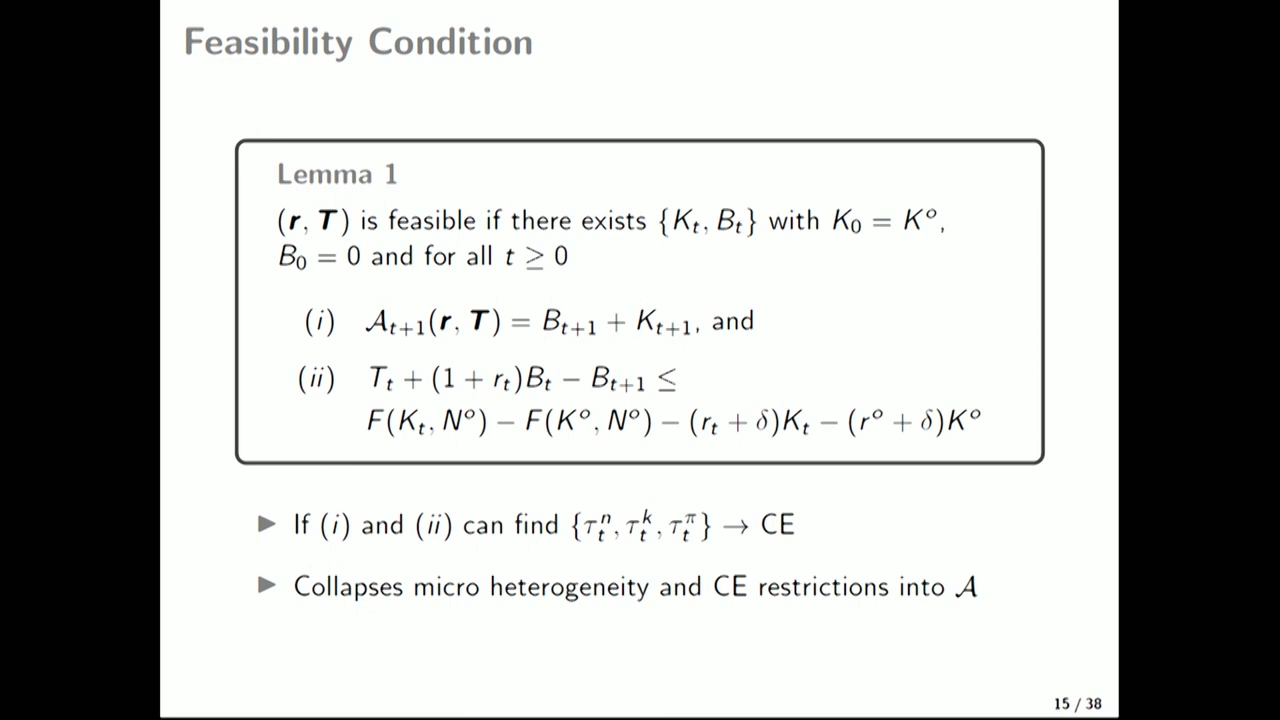 Feasibility Condition
Lemma 1
(r, T) is feasible if there exists {K_t, B_t} with K_0 = K^o,
B_0 = 0 and for all t ≥ 0
(i) 𝒜_{t+1}(r, T) = B_{t+1} + K_{t+1}, and
(ii) T_t + (1 + r_t)B_t − B_{t+1} ≤
F(K_t, N^o) − F(K^o, N^o) − (r_t + δ)K_t − (r^o + δ)K^o
▶ If (i) and (ii) can find {τ_t^n, τ_t^k, τ_t^π} → CE
▶ Collapses micro heterogeneity and CE restrictions into 𝒜
15 / 38